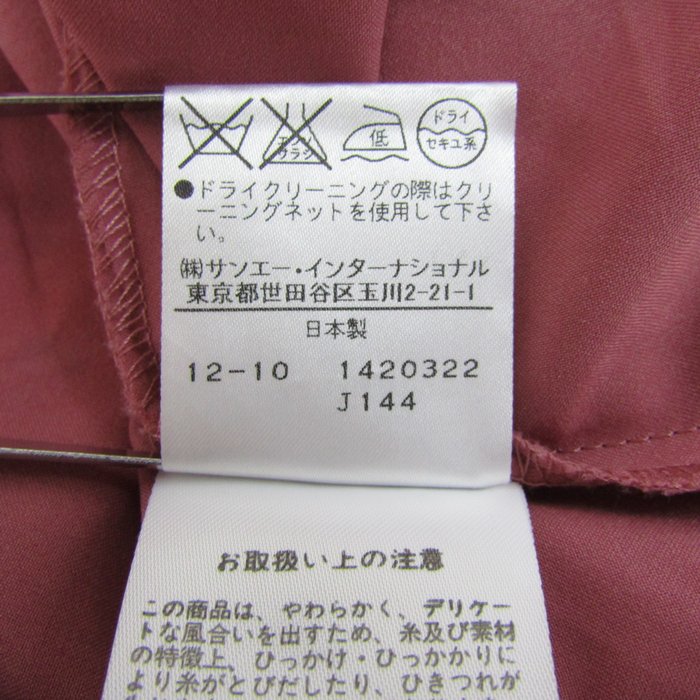 エンソ
サラシ
低
ドライ
セキユ系
●ドライクリーニングの際はクリ
ーニングネットを使用して下さ
い。
㈱サンエー・インターナショナル
東京都世田谷区玉川2-21-1
日本製
12-10 1420322
J144
お取扱い上の注意
この商品は、やわらかく、デリケー
トな風合いを出すため、糸及び素材
の特徴上、ひっかけ・ひっかかりに
より糸がとびだしたり、ひきつれが